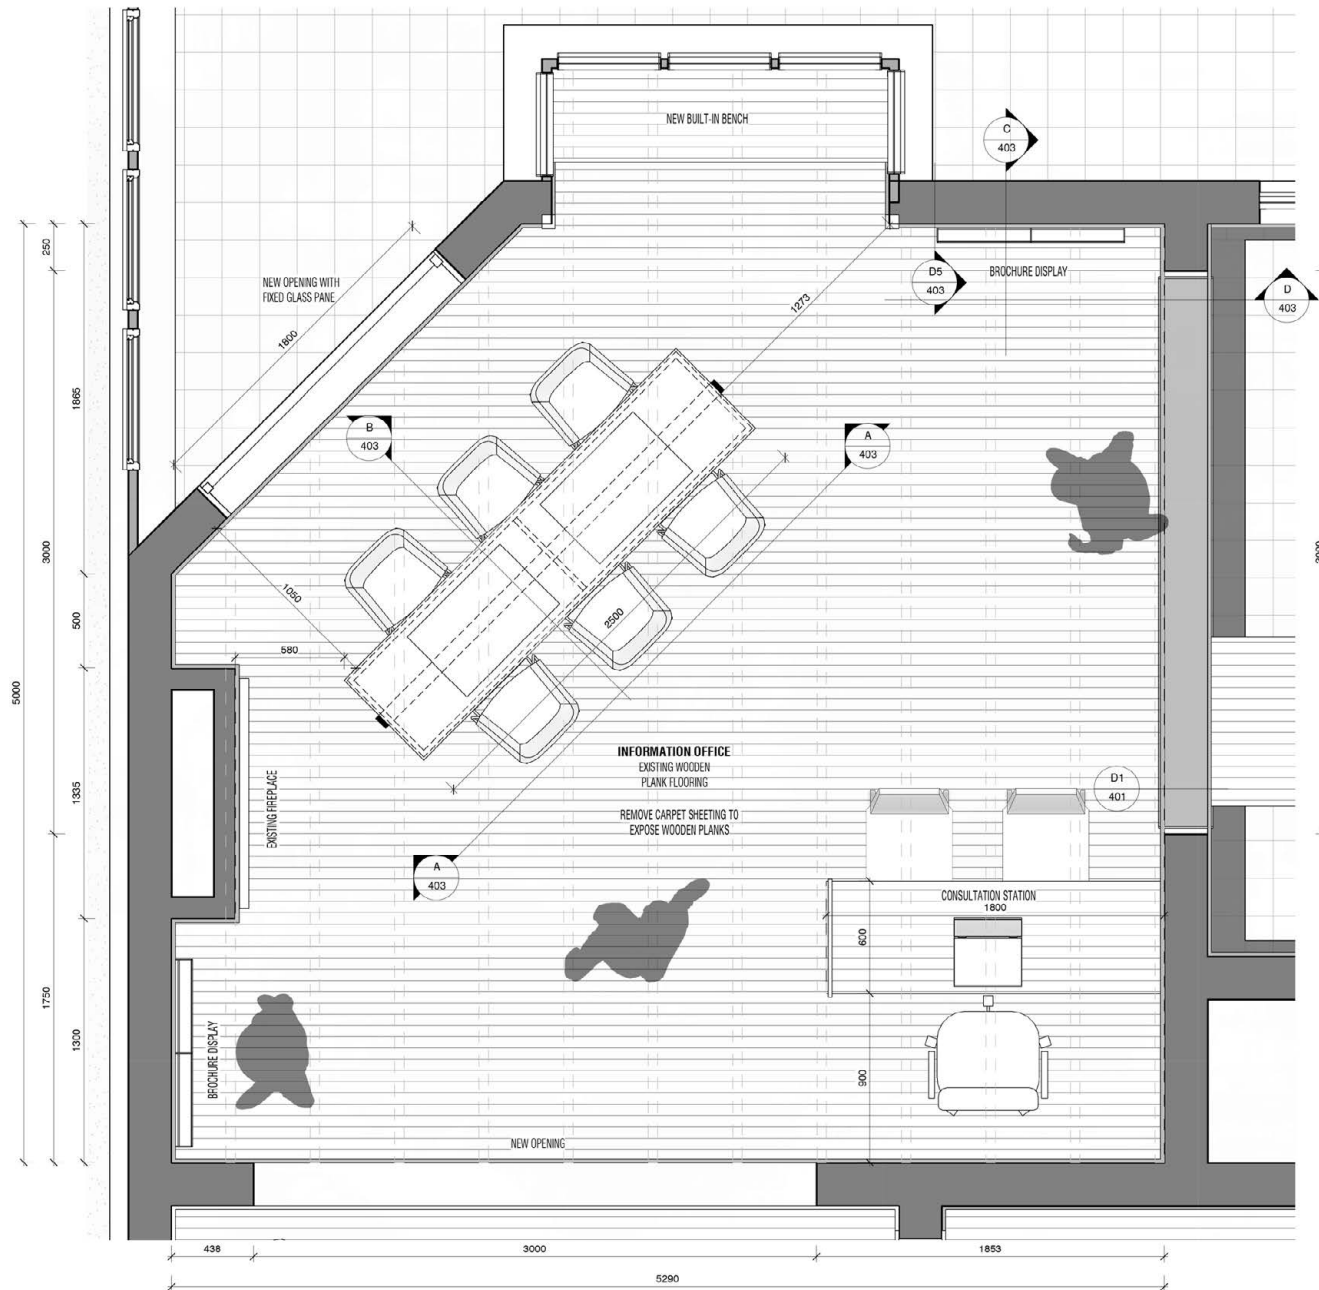 NEW BUILT-IN BENCH
C
403
250
NEW OPENING WITH
FIXED GLASS PANE
D5
403
BROCHURE DISPLAY
D
403
1273
1800
1865
B
403
A
403
3000
1050
500
2500
580
5000
INFORMATION OFFICE
EXISTING WOODEN
PLANK FLOORING
REMOVE CARPET SHEETING TO
EXPOSE WOODEN PLANKS
EXISTING FIREPLACE
1335
D1
401
A
403
CONSULTATION STATION
1800
600
1750
1300
BROCHURE DISPLAY
900
NEW OPENING
438
3000
1853
5290